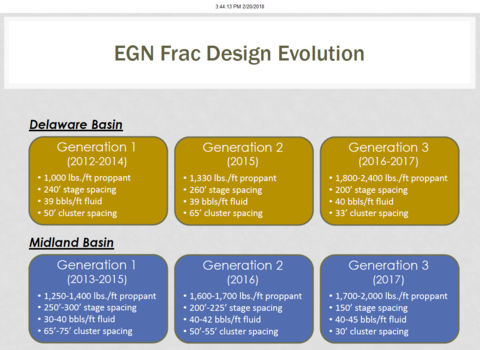 3:44:13 PM 2/20/2018
EGN Frac Design Evolution
Delaware Basin
Generation 1
(2012-2014)
• 1,000 lbs./ft proppant
• 240’ stage spacing
• 39 bbls/ft fluid
• 50’ cluster spacing
Generation 2
(2015)
• 1,330 lbs./ft proppant
• 260’ stage spacing
• 39 bbls/ft fluid
• 65’ cluster spacing
Generation 3
(2016-2017)
• 1,800-2,400 lbs./ft proppant
• 200’ stage spacing
• 40 bbls/ft fluid
• 33’ cluster spacing
Midland Basin
Generation 1
(2013-2015)
• 1,250-1,400 lbs./ft proppant
• 250’-300’ stage spacing
• 30-40 bbls/ft fluid
• 65’-75’ cluster spacing
Generation 2
(2016)
• 1,600-1,700 lbs./ft proppant
• 200’-225’ stage spacing
• 40-42 bbls/ft fluid
• 50’-55’ cluster spacing
Generation 3
(2017)
• 1,700-2,000 lbs./ft proppant
• 150’ stage spacing
• 40-45 bbls/ft fluid
• 30’ cluster spacing